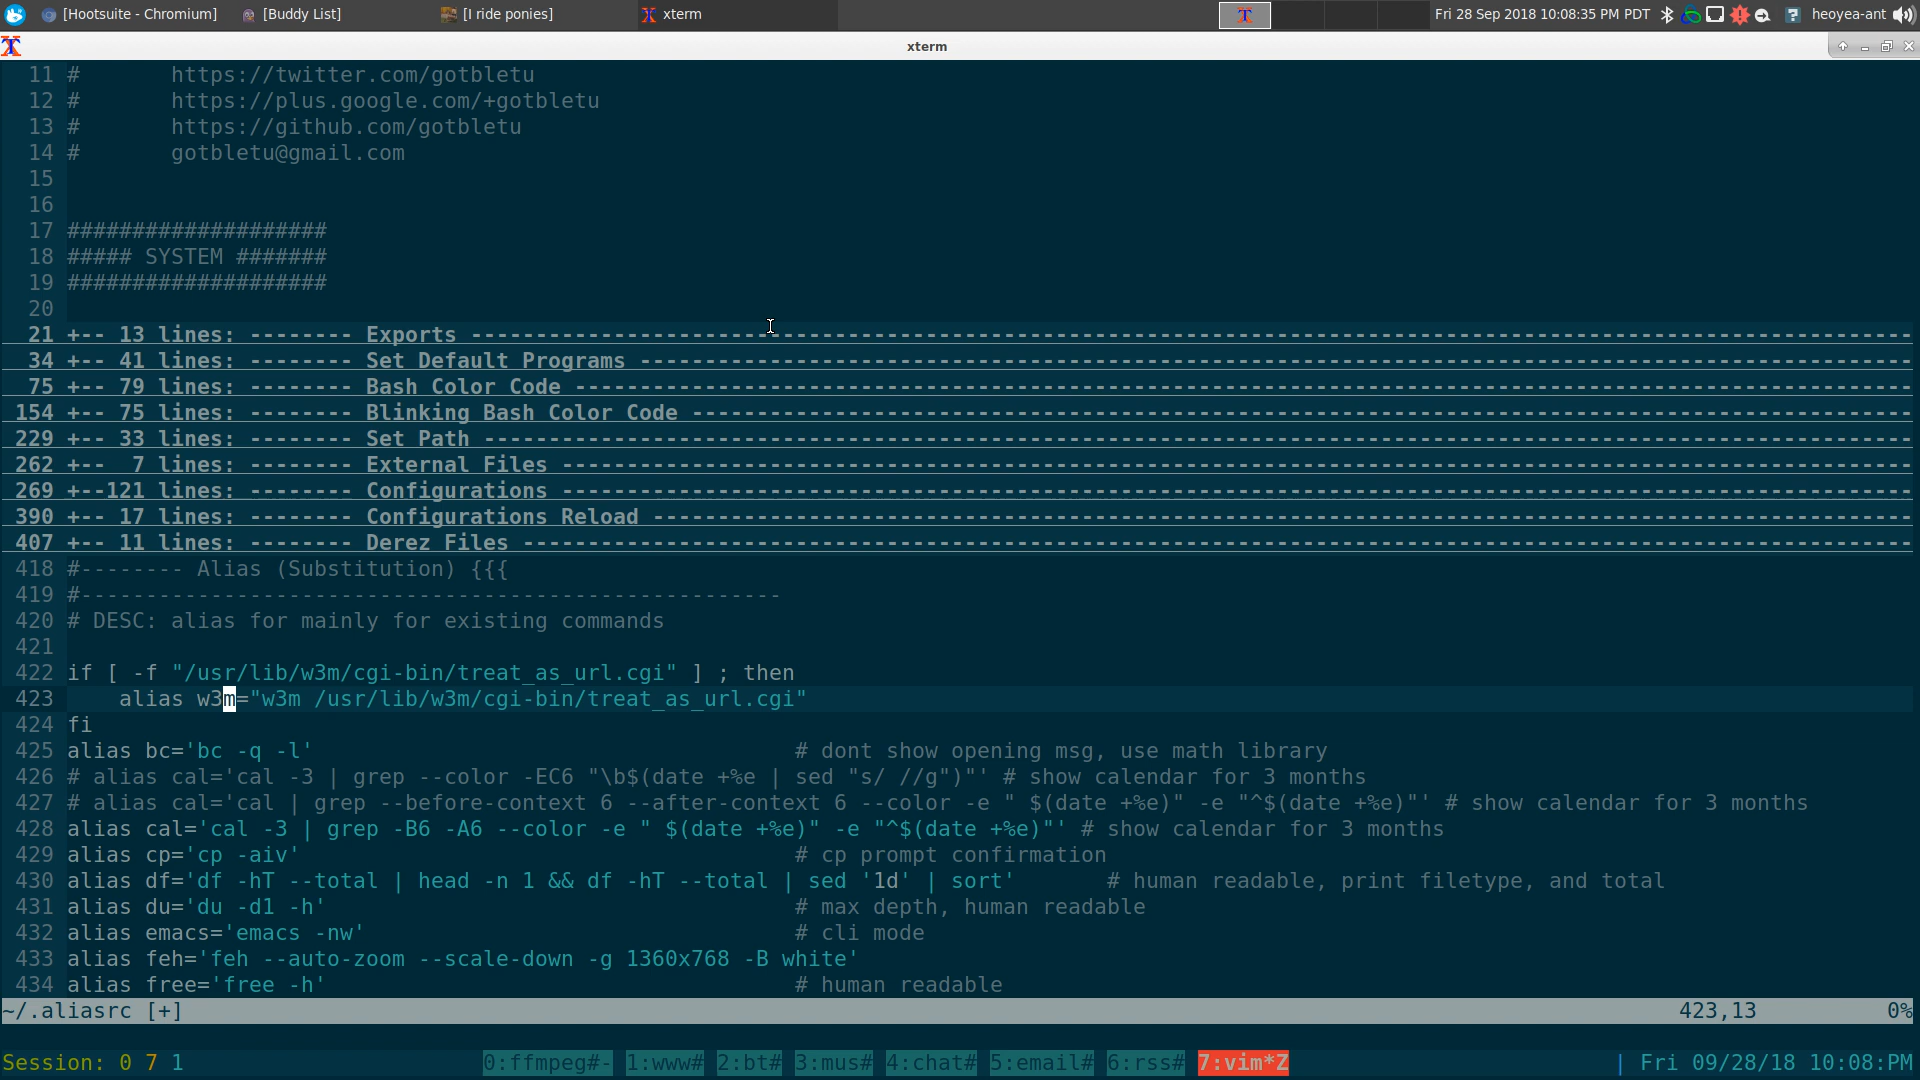 [Hootsuite - Chromium] [Buddy List] [I ride ponies] xterm Fri 28 Sep 2018 10:08:35 PM PDT heoyea-ant
xterm
11 #       https://twitter.com/gotbletu
12 #       https://plus.google.com/+gotbletu
13 #       https://github.com/gotbletu
14 #       gotbletu@gmail.com
15
16
17 ####################
18 ##### SYSTEM #######
19 ####################
20
21 +-- 13 lines: -------- Exports ---------------------------------------------------------------------------------------------------------------
34 +-- 41 lines: -------- Set Default Programs --------------------------------------------------------------------------------------------------
75 +-- 79 lines: -------- Bash Color Code -------------------------------------------------------------------------------------------------------
154 +-- 75 lines: -------- Blinking Bash Color Code ----------------------------------------------------------------------------------------------
229 +-- 33 lines: -------- Set Path --------------------------------------------------------------------------------------------------------------
262 +--  7 lines: -------- External Files --------------------------------------------------------------------------------------------------------
269 +--121 lines: -------- Configurations --------------------------------------------------------------------------------------------------------
390 +-- 17 lines: -------- Configurations Reload -------------------------------------------------------------------------------------------------
407 +-- 11 lines: -------- Derez Files -----------------------------------------------------------------------------------------------------------
418 #-------- Alias (Substitution) {{{
419 #------------------------------------------------------
420 # DESC: alias for mainly for existing commands
421
422 if [ -f "/usr/lib/w3m/cgi-bin/treat_as_url.cgi" ] ; then
423     alias w3m="w3m /usr/lib/w3m/cgi-bin/treat_as_url.cgi"
424 fi
425 alias bc='bc -q -l'                                     # dont show opening msg, use math library
426 # alias cal='cal -3 | grep --color -EC6 "\b$(date +%e | sed "s/ //g")"' # show calendar for 3 months
427 # alias cal='cal | grep --before-context 6 --after-context 6 --color -e " $(date +%e)" -e "^$(date +%e)"' # show calendar for 3 months
428 alias cal='cal -3 | grep -B6 -A6 --color -e " $(date +%e)" -e "^$(date +%e)"' # show calendar for 3 months
429 alias cp='cp -aiv'                                      # cp prompt confirmation
430 alias df='df -hT --total | head -n 1 && df -hT --total | sed '1d' | sort'       # human readable, print filetype, and total
431 alias du='du -d1 -h'                                    # max depth, human readable
432 alias emacs='emacs -nw'                                 # cli mode
433 alias feh='feh --auto-zoom --scale-down -g 1360x768 -B white'
434 alias free='free -h'                                    # human readable
~/.aliasrc [+] 423,13 0%
Session: 0 7 1 0:ffmpeg#- 1:www# 2:bt# 3:mus# 4:chat# 5:email# 6:rss# 7:vim*Z | Fri 09/28/18 10:08:PM